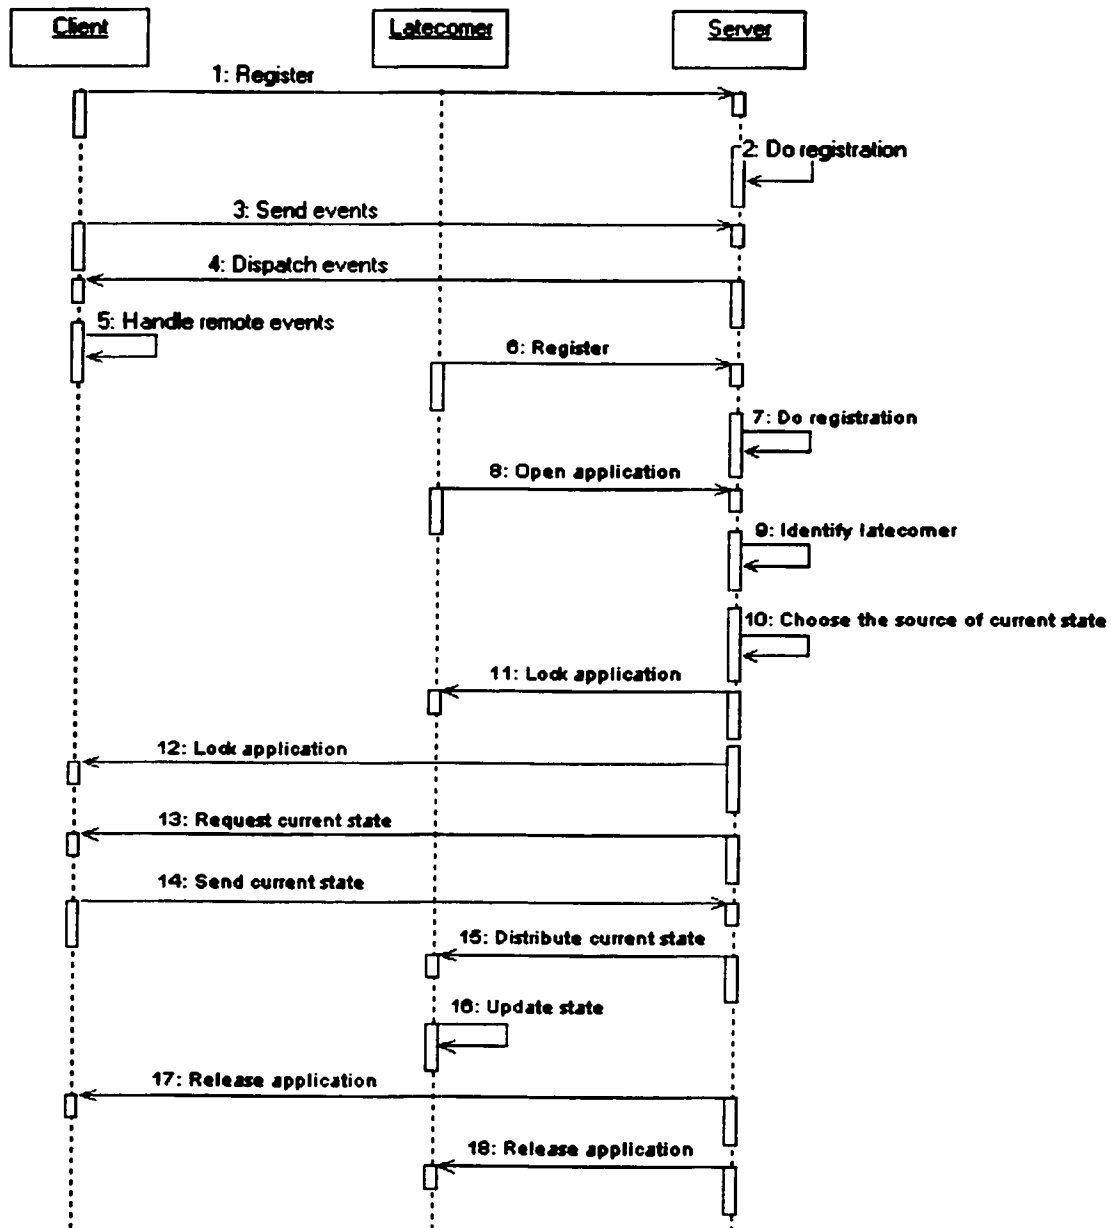 Client
Latecomer
Server
1: Register
2: Do registration
3: Send events
4: Dispatch events
5: Handle remote events
6: Register
7: Do registration
8: Open application
9: Identify latecomer
10: Choose the source of current state
11: Lock application
12: Lock application
13: Request current state
14: Send current state
15: Distribute current state
16: Update state
17: Release application
18: Release application